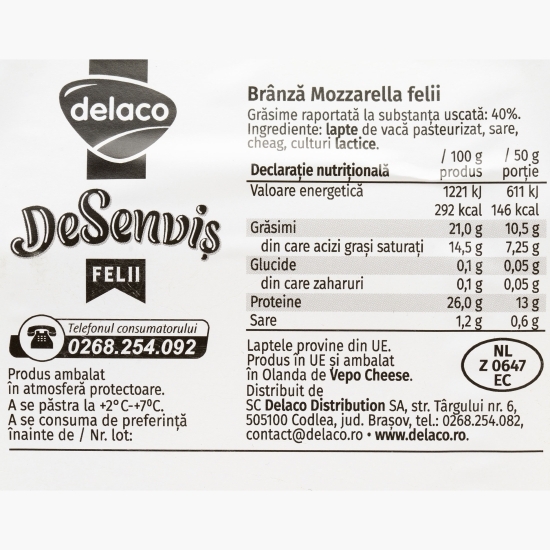 delaco
DeSenviș
FELII
Telefonul consumatorului
0268.254.092
Produs ambalat
în atmosferă protectoare.
A se păstra la +2°C-+7°C.
A se consuma de preferință
înainte de / Nr. lot:
Brânză Mozzarella felii
Grăsime raportată la substanța uscată: 40%.
Ingrediente: lapte de vacă pasteurizat, sare,
cheag, culturi lactice.
Declarație nutrițională / 100 g produs / 50 g porție
Valoare energetică 1221 kJ 611 kJ
292 kcal 146 kcal
Grăsimi 21,0 g 10,5 g
din care acizi grași saturați 14,5 g 7,25 g
Glucide 0,1 g 0,05 g
din care zaharuri 0,1 g 0,05 g
Proteine 26,0 g 13 g
Sare 1,2 g 0,6 g
Laptele provine din UE.
Produs în UE și ambalat
în Olanda de Vepo Cheese.
Distribuit de
SC Delaco Distribution SA, str. Târgului nr. 6,
505100 Codlea, jud. Brașov, tel.: 0268.254.082,
contact@delaco.ro • www.delaco.ro.
NL
Z 0647
EC